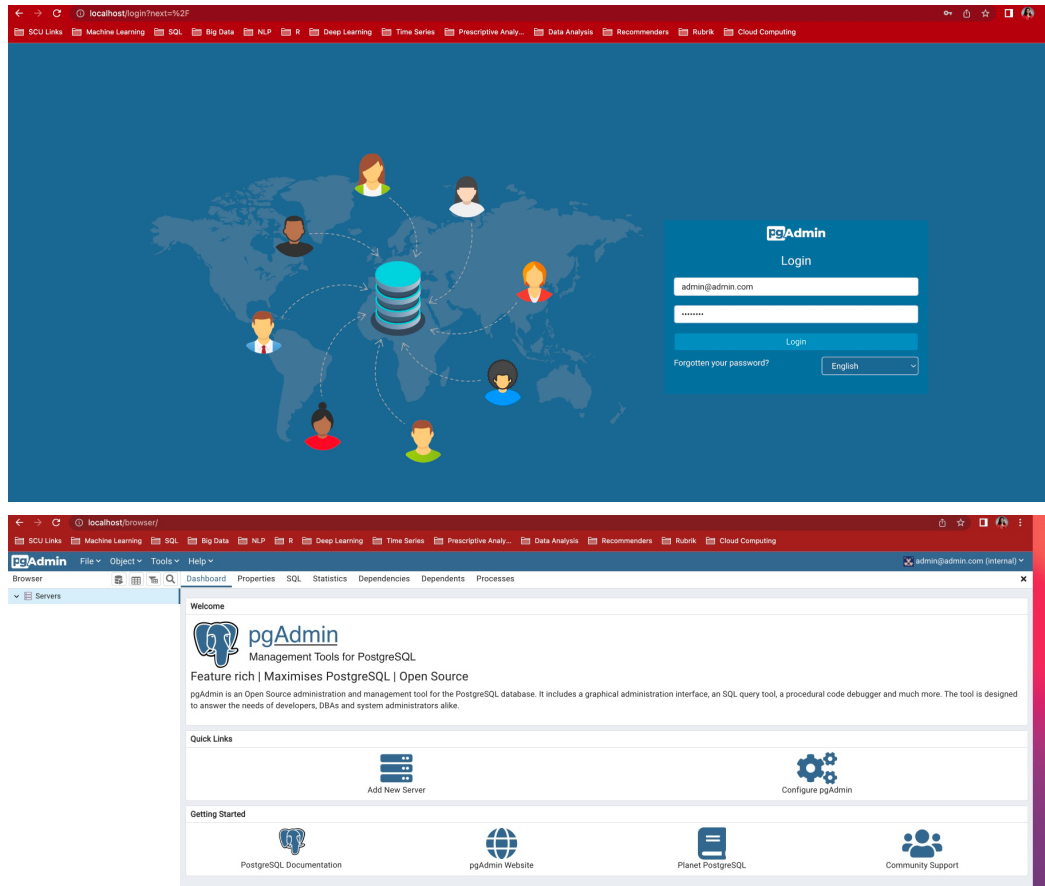 localhost/login?next=%2F
SCU Links Machine Learning SQL Big Data NLP R Deep Learning Time Series Prescriptive Analy... Data Analysis Recommenders Rubrik Cloud Computing
pgAdmin
Login
admin@admin.com
••••••••
Login
Forgotten your password? English
localhost/browser/
SCU Links Machine Learning SQL Big Data NLP R Deep Learning Time Series Prescriptive Analy... Data Analysis Recommenders Rubrik Cloud Computing
pgAdmin File Object Tools Help admin@admin.com (internal)
Browser Dashboard Properties SQL Statistics Dependencies Dependents Processes
Servers
Welcome
pgAdmin
Management Tools for PostgreSQL
Feature rich | Maximises PostgreSQL | Open Source
pgAdmin is an Open Source administration and management tool for the PostgreSQL database. It includes a graphical administration interface, an SQL query tool, a procedural code debugger and much more. The tool is designed
to answer the needs of developers, DBAs and system administrators alike.
Quick Links
Add New Server Configure pgAdmin
Getting Started
PostgreSQL Documentation pgAdmin Website Planet PostgreSQL Community Support